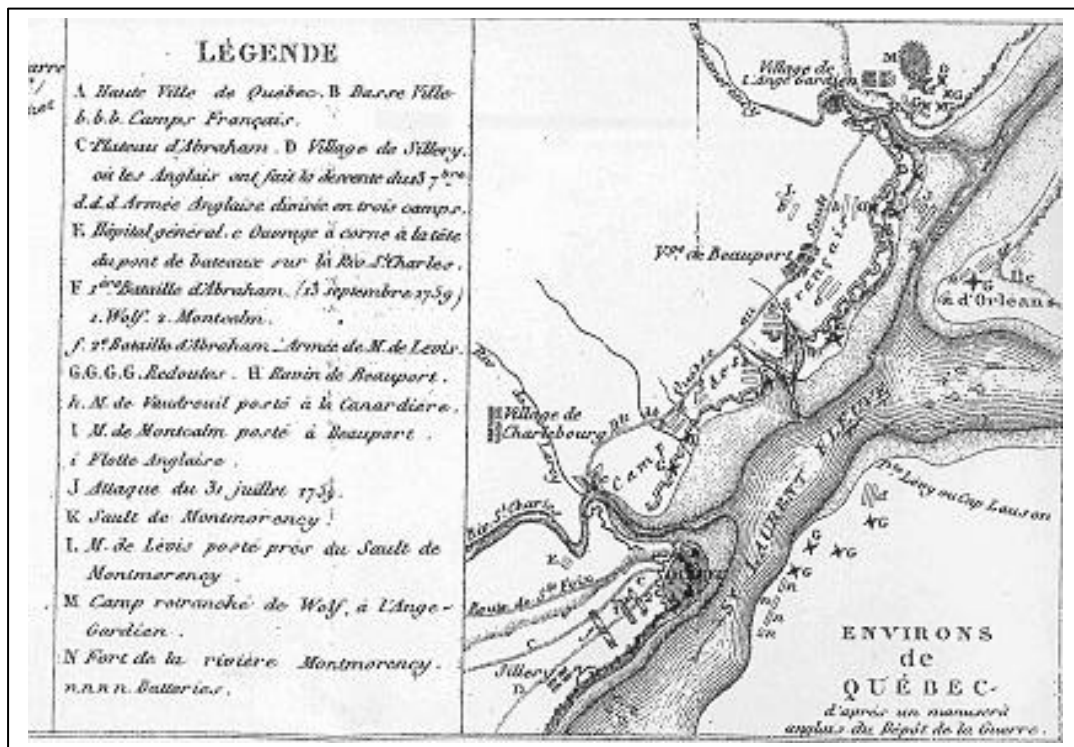 LÉGENDE
A Haute Ville de Québec. B Basse Ville
b.b.b. Camps Français.
C Plateau d'Abraham. D Village de Sillery,
où les Anglais ont fait la descente du 13 7bre
d.d.d Armée Anglaise divisée en trois camps.
E Hôpital général. e Ouvrage à corne à la tête
du pont de bateaux sur la Riv. St Charles.
F 1ère Bataille d'Abraham. (13 septembre 1759)
1. Wolf. 2. Montcalm.
f. 2e Bataille d'Abraham. Armée de M. de Levis.
G.G.G.G. Redoutes. H Ravin de Beauport.
h. M. de Vaudreuil posté à la Canardière.
I M. de Montcalm posté à Beauport.
i Flotte Anglaise.
J Attaque du 31 juillet 1759.
K Sault de Montmorency.
L M. de Lévis posté près du Sault de
Montmorency
M Camp retranché de Wolf, à l'Ange-
Gardien.
N Fort de la rivière Montmorency.
n.n.n n. Batteries.
Village de
L'Ange Gardien
M
G
L
Vge de Beauport
Sault
au
Français
Ile
d'Orléans
G
Village de
Charlebourg
Camp
Riv. St Charles
E
Route de Ste Foix
C
Sillery
D
St LAURENT FLEUVE
Pte Lévy ou Cap Lauson
d
G
G
G
n
n
n
n
ENVIRONS
de
QUÉBEC-
d'après un manuscrit
anglais du Dépôt de la Guerre.